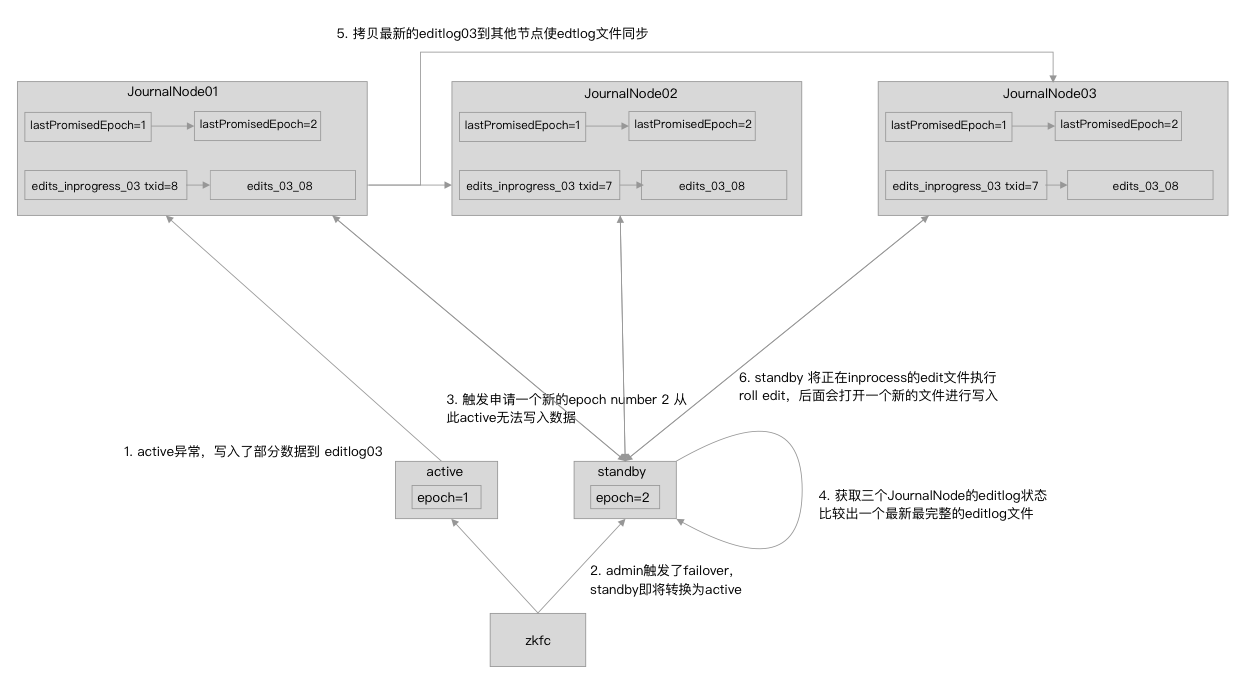 5. 拷贝最新的editlog03到其他节点使edtlog文件同步
JournalNode01
lastPromisedEpoch=1
lastPromisedEpoch=2
edits_inprogress_03 txid=8
edits_03_08
JournalNode02
lastPromisedEpoch=1
lastPromisedEpoch=2
edits_inprogress_03 txid=7
edits_03_08
JournalNode03
lastPromisedEpoch=1
lastPromisedEpoch=2
edits_inprogress_03 txid=7
edits_03_08
6. standby 将正在inprocess的edit文件执行
roll edit，后面会打开一个新的文件进行写入
3. 触发申请一个新的epoch number 2 从
此active无法写入数据
1. active异常，写入了部分数据到 editlog03
active
epoch=1
standby
epoch=2
4. 获取三个JournalNode的editlog状态
比较出一个最新最完整的editlog文件
2. admin触发了failover，
standby即将转换为active
zkfc